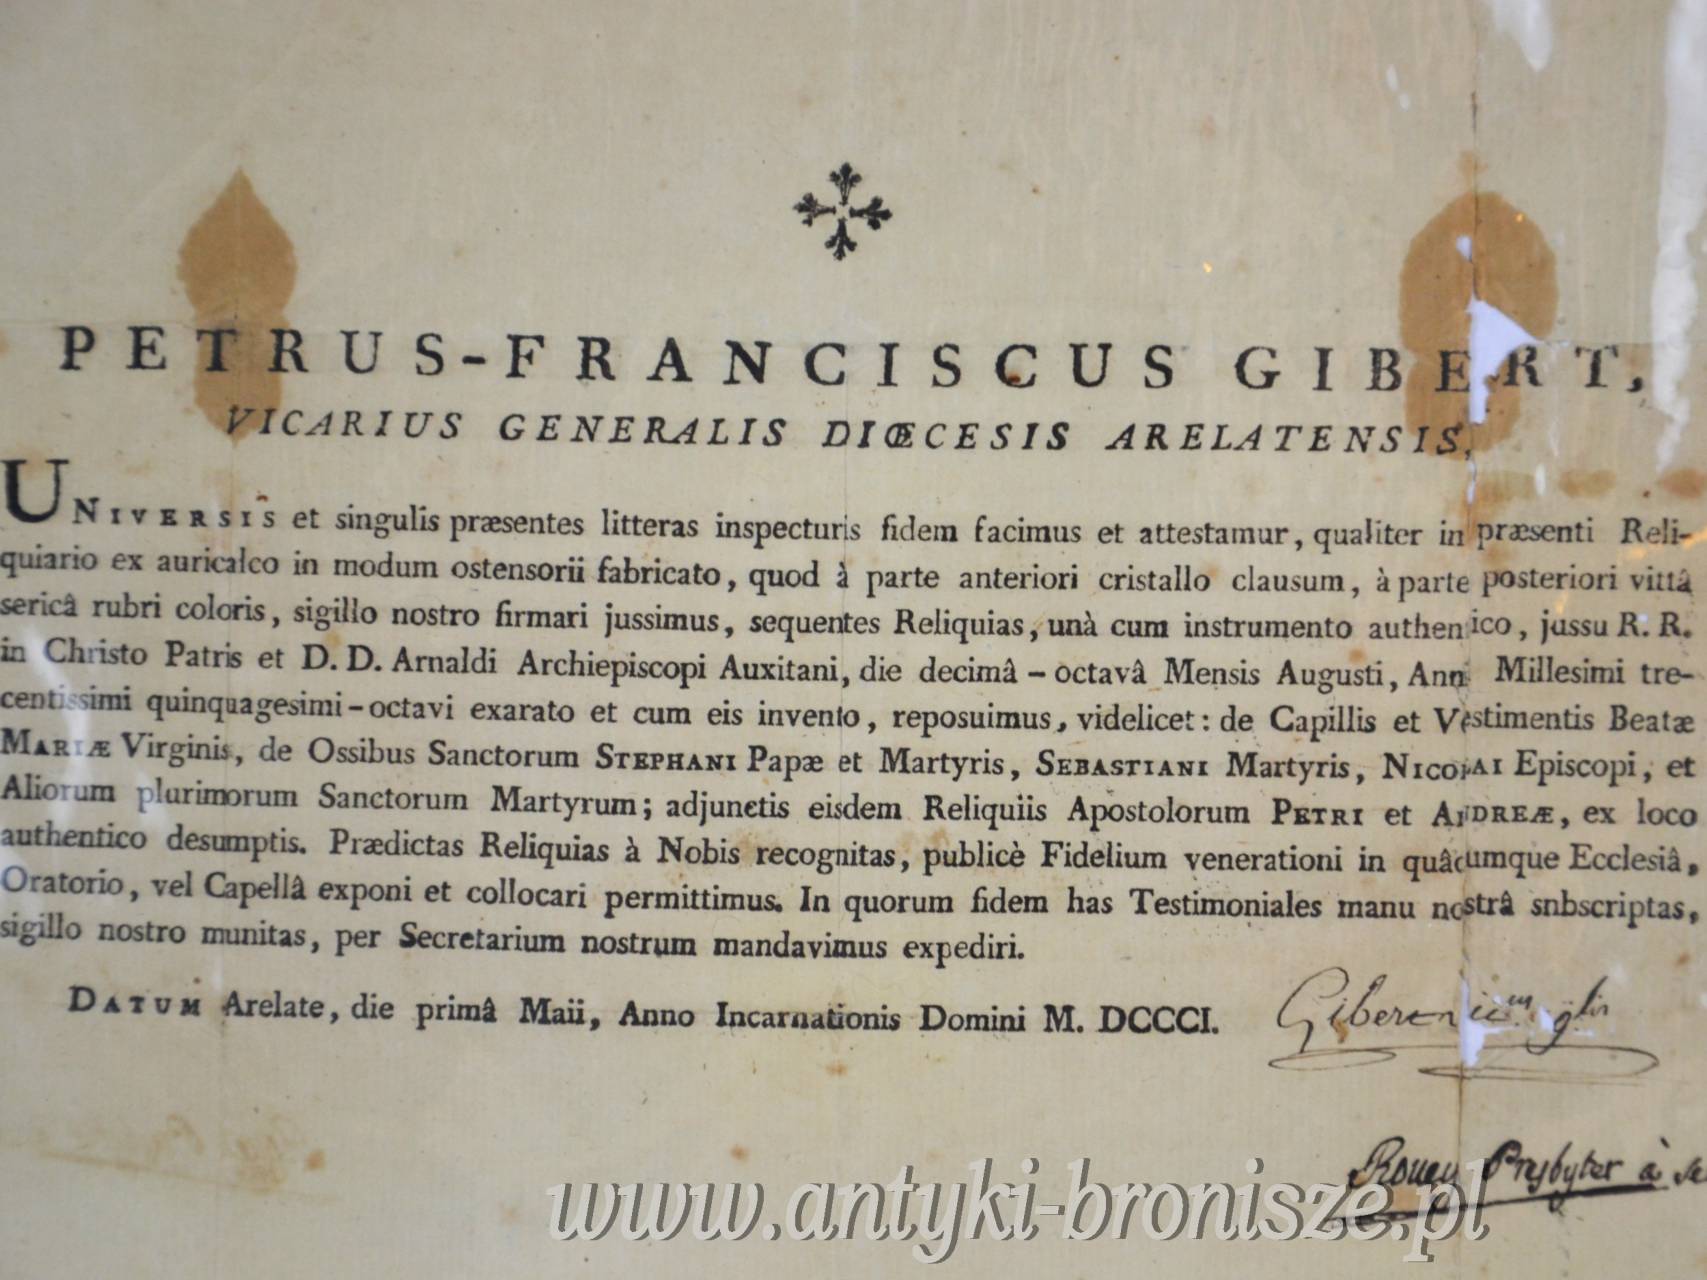 PETRUS-FRANCISCUS GIBERT,
VICARIUS GENERALIS DIŒCESIS ARELATENSIS,
UNIVERSIS et singulis præsentes litteras inspecturis fidem facimus et attestamur, qualiter in præsenti Reli-
quiario ex auricalco in modum ostensorii fabricato, quod à parte anteriori cristallo clausum, à parte posteriori vittâ
sericâ rubri coloris, sigillo nostro firmari jussimus, sequentes Reliquias, unà cum instrumento authentico, jussu R. R.
in Christo Patris et D. D. Arnaldi Archiepiscopi Auxitani, die decimâ-octavâ Mensis Augusti, Ann Millesimi tre-
centissimi quinquagesimi-octavi exarato et cum eis invento, reposuimus, videlicet: de Capillis et Vestimentis Beatæ
MARIÆ Virginis, de Ossibus Sanctorum STEPHANI Papæ et Martyris, SEBASTIANI Martyris, NICOLAI Episcopi, et
Aliorum plurimorum Sanctorum Martyrum; adjunctis eisdem Reliquiis Apostolorum PETRI et ANDREÆ, ex loco
authentico desumptis. Prædictas Reliquias à Nobis recognitas, publicè Fidelium venerationi in quâcumque Ecclesiâ,
Oratorio, vel Capellâ exponi et collocari permittimus. In quorum fidem has Testimoniales manu nostrâ snbscriptas,
sigillo nostro munitas, per Secretarium nostrum mandavimus expediri.
DATUM Arelate, die primâ Maii, Anno Incarnationis Domini M. DCCCI.
Presbyter à
www.antyki-bronisze.pl